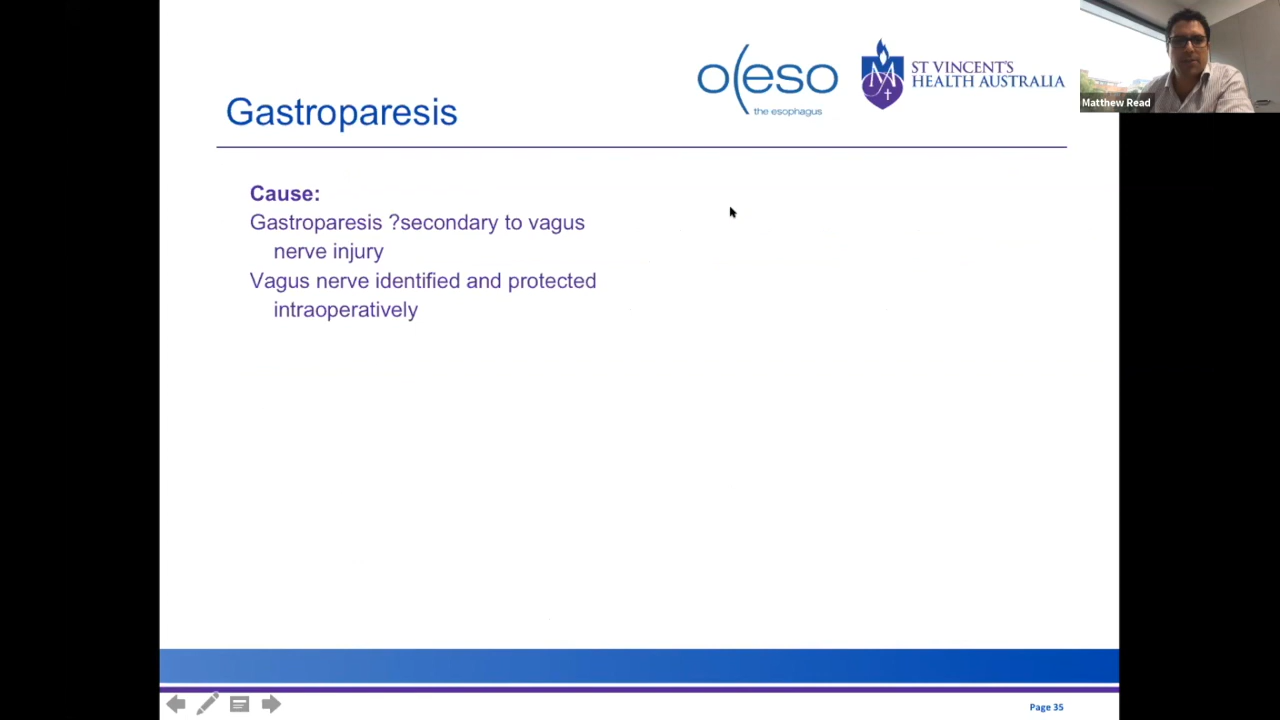 o(eso
the esophagus
ST VINCENT'S
HEALTH AUSTRALIA
Matthew Read
Gastroparesis
Cause:
Gastroparesis ?secondary to vagus
nerve injury
Vagus nerve identified and protected
intraoperatively
Page 35